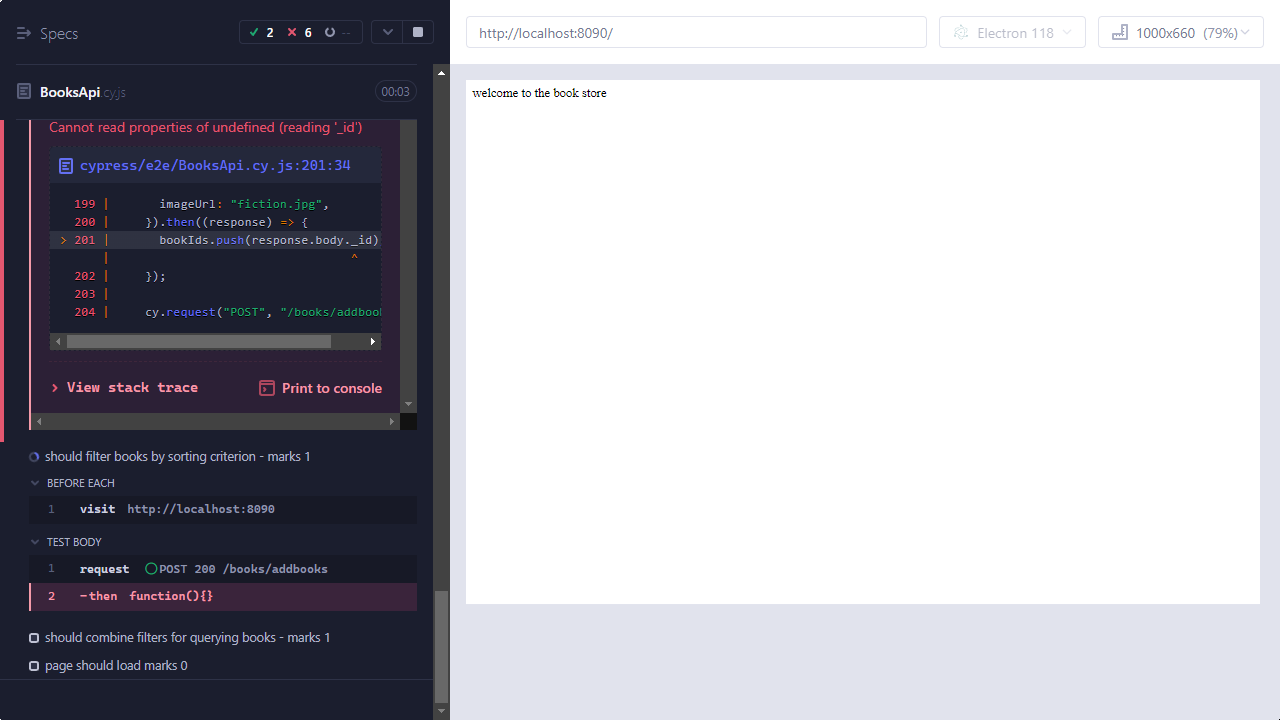 Specs
2
6
--
BooksApi.cy.js
00:03
Cannot read properties of undefined (reading '_id')
cypress/e2e/BooksApi.cy.js:201:34
199 |       imageUrl: "fiction.jpg",
200 |     }).then((response) => {
> 201 |       bookIds.push(response.body._id)
|                                   ^
202 |     });
203 |
204 |     cy.request("POST", "/books/addbook
> View stack trace
Print to console
should filter books by sorting criterion - marks 1
BEFORE EACH
1 visit http://localhost:8090
TEST BODY
1 request POST 200 /books/addbooks
2 -then function(){}
should combine filters for querying books - marks 1
page should load marks 0
http://localhost:8090/
Electron 118
1000x660 (79%)
welcome to the book store